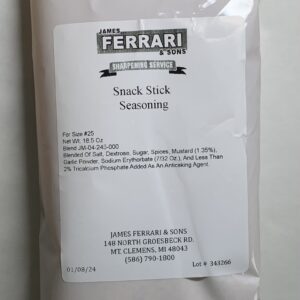 JAMES
FERRARI
& SONS
SHARPENING SERVICE
Snack Stick
Seasoning
For Size #25
Net Wt. 18.5 Oz.
Blend JM-04-243-000
Blended Of Salt, Dextrose, Sugar, Spices, Mustard (1.35%),
Garlic Powder, Sodium Erythorbate (7/32 Oz.), And Less Than
2% Tricalcium Phosphate Added As An Anticaking Agent.
JAMES FERRARI & SONS
148 NORTH GROESBECK RD.
MT. CLEMENS, MI 48043
(586) 790-1800
01/08/24
Lot # 343266